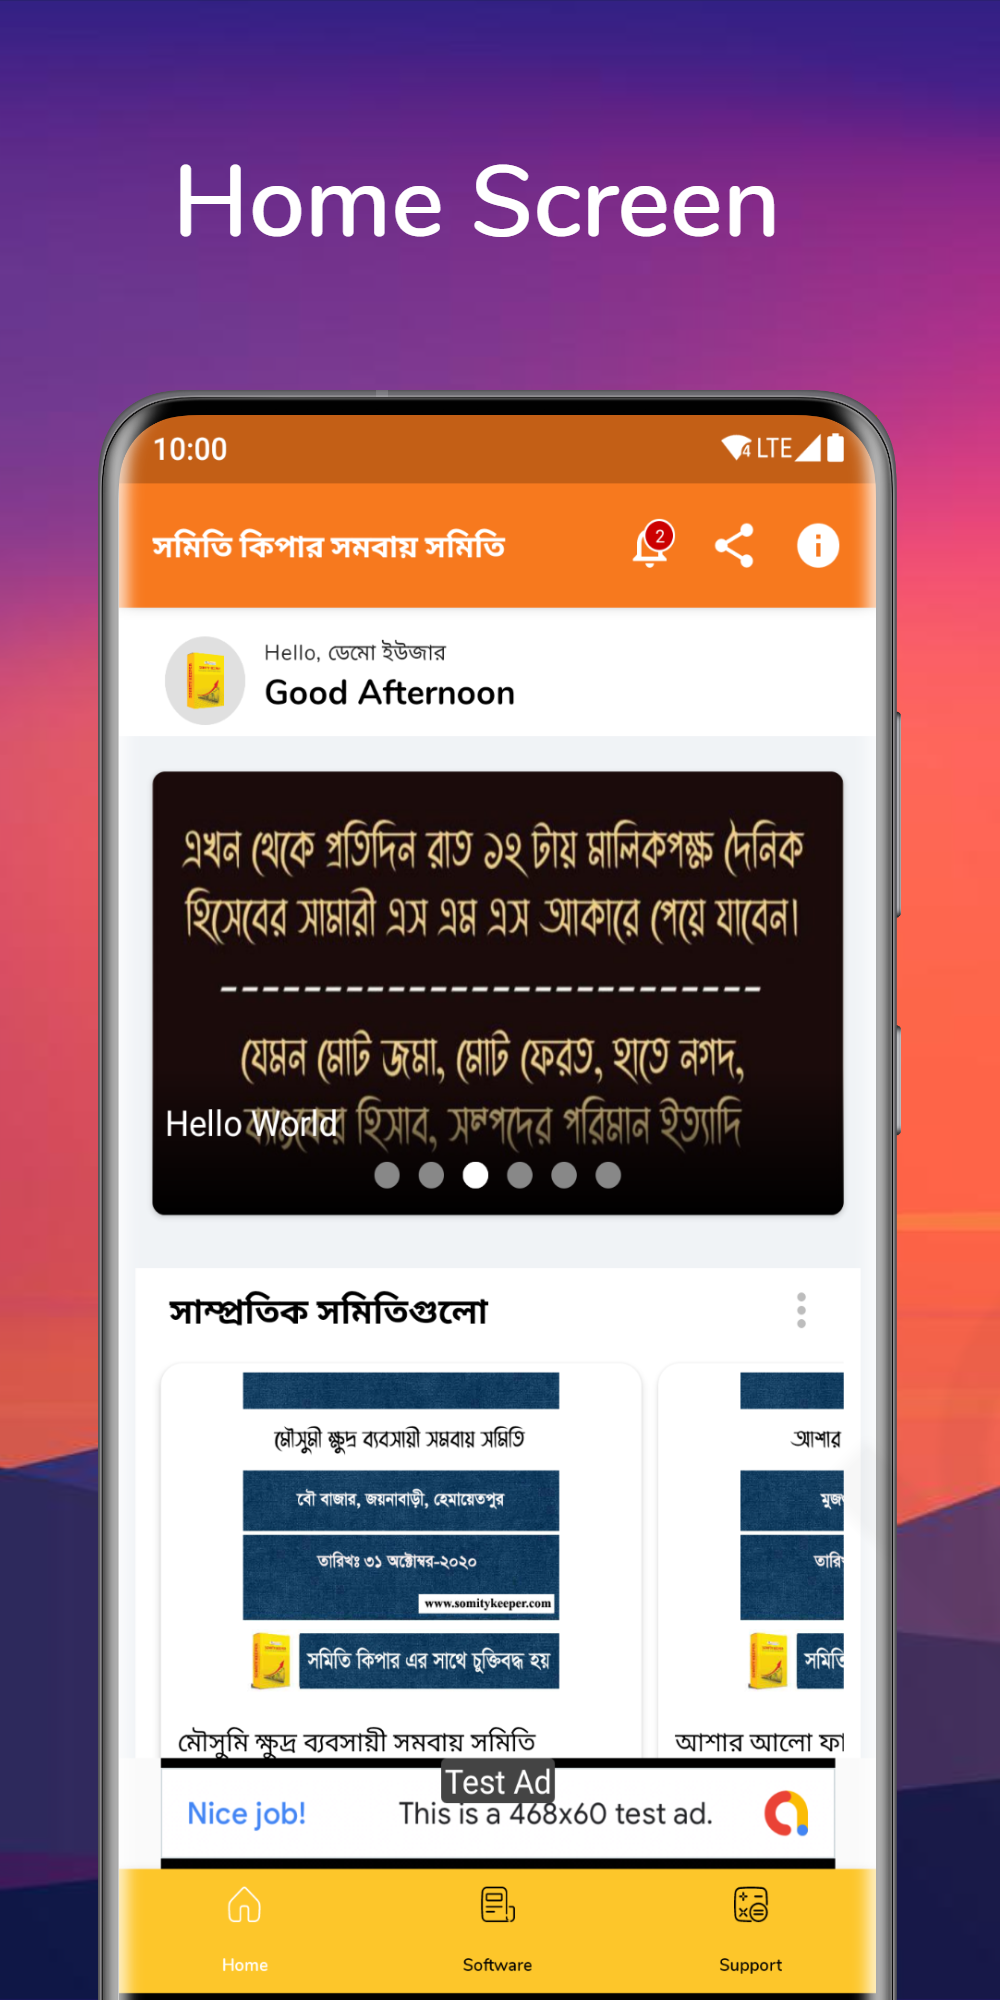 Home Screen
10:00
4 LTE
সমিতি কিপার সমবায় সমিতি
2
Hello, ডেমো ইউজার
Good Afternoon
এখন থেকে প্রতিদিন রাত ১২ টায় মালিকপক্ষ দৈনিক
হিসেবের সামারী এস এম এস আকারে পেয়ে যাবেন।
যেমন মোট জমা, মোট ফেরত, হাতে নগদ,
ব্যাংকের হিসাব, সম্পদের পরিমান ইত্যাদি
Hello World
সাম্প্রতিক সমিতিগুলো
মৌসুমী ক্ষুদ্র ব্যবসায়ী সমবায় সমিতি
বৌ বাজার, জয়নাবাড়ী, হেমায়েতপুর
তারিখঃ ৩১ অক্টোম্বর-২০২০
www.somitykeeper.com
সমিতি কিপার এর সাথে চুক্তিবদ্ধ হয়
মৌসুমি ক্ষুদ্র ব্যবসায়ী সমবায় সমিতি
আশার
আশার আলো ফা
Test Ad
Nice job!
This is a 468x60 test ad.
Home
Software
Support